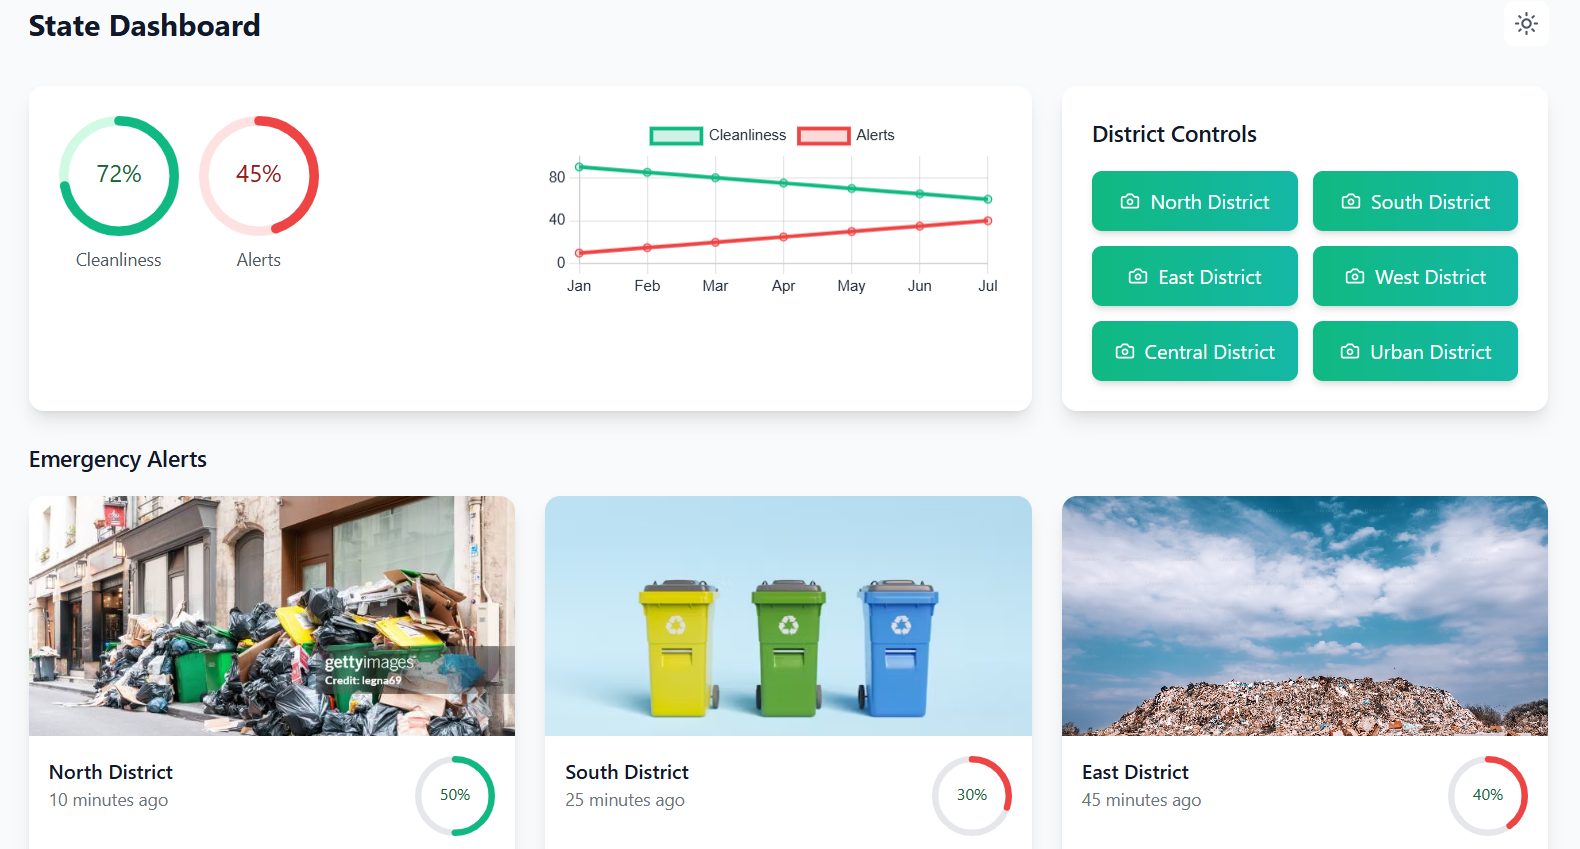 State Dashboard
72%
45%
Cleanliness
Alerts
Cleanliness
Alerts
80
40
0
Jan Feb Mar Apr May Jun Jul
District Controls
North District
South District
East District
West District
Central District
Urban District
Emergency Alerts
gettyimages
Credit: legna69
North District
10 minutes ago
50%
South District
25 minutes ago
30%
East District
45 minutes ago
40%